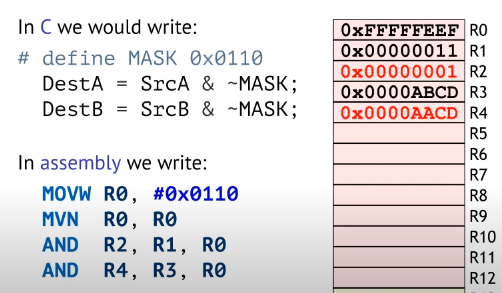 In C we would write:
# define MASK 0x0110
DestA = SrcA & ~MASK;
DestB = SrcB & ~MASK;
In assembly we write:
MOVW R0, #0x0110
MVN R0, R0
AND R2, R1, R0
AND R4, R3, R0
0xFFFFFEEF R0
0x00000011 R1
0x00000001 R2
0x0000ABCD R3
0x0000AACD R4
R5
R6
R7
R8
R9
R10
R11
R12